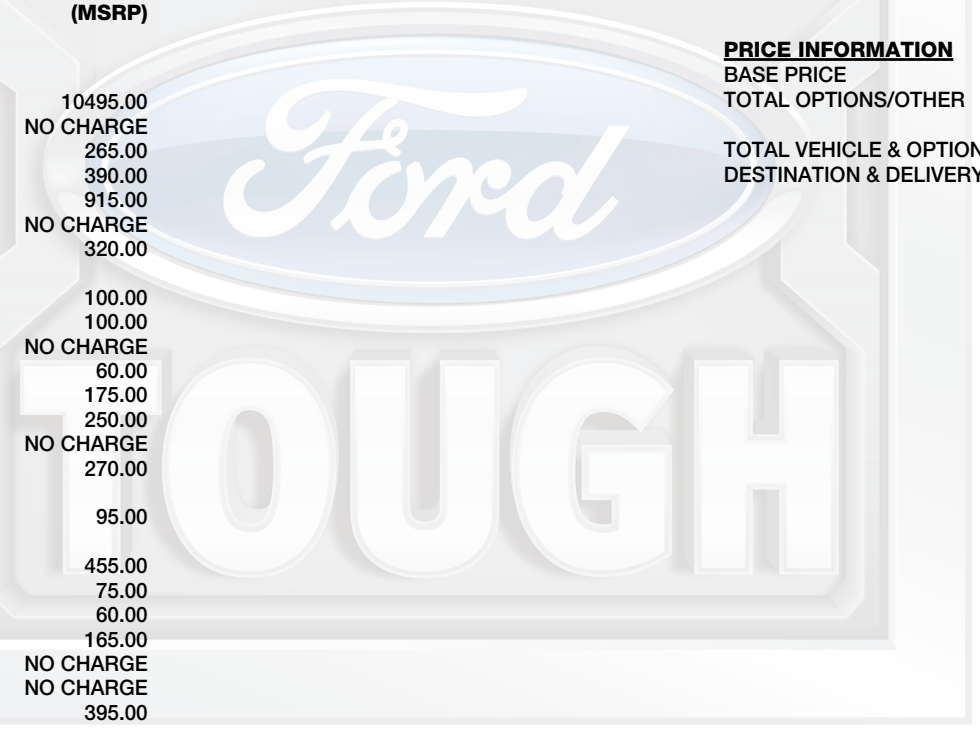 (MSRP)
10495.00
NO CHARGE
265.00
390.00
915.00
NO CHARGE
320.00
100.00
100.00
NO CHARGE
60.00
175.00
250.00
NO CHARGE
270.00
95.00
455.00
75.00
60.00
165.00
NO CHARGE
NO CHARGE
395.00
PRICE INFORMATION
BASE PRICE
TOTAL OPTIONS/OTHER
TOTAL VEHICLE & OPTION
DESTINATION & DELIVERY
Ford
TOUGH